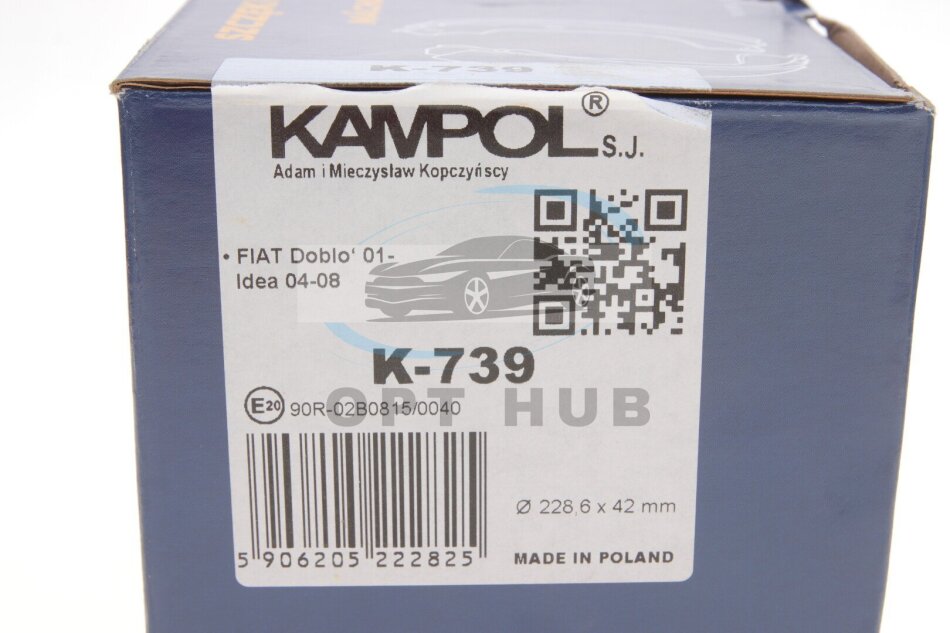 K-739
KAMPOL® S.J.
Adam i Mieczysław Kopczyńscy
• FIAT Doblo‘ 01-
Idea 04-08
K-739
OPT HUB
E20 90R-02B0815/0040
Ø 228,6 x 42 mm
5 906205 222825
MADE IN POLAND